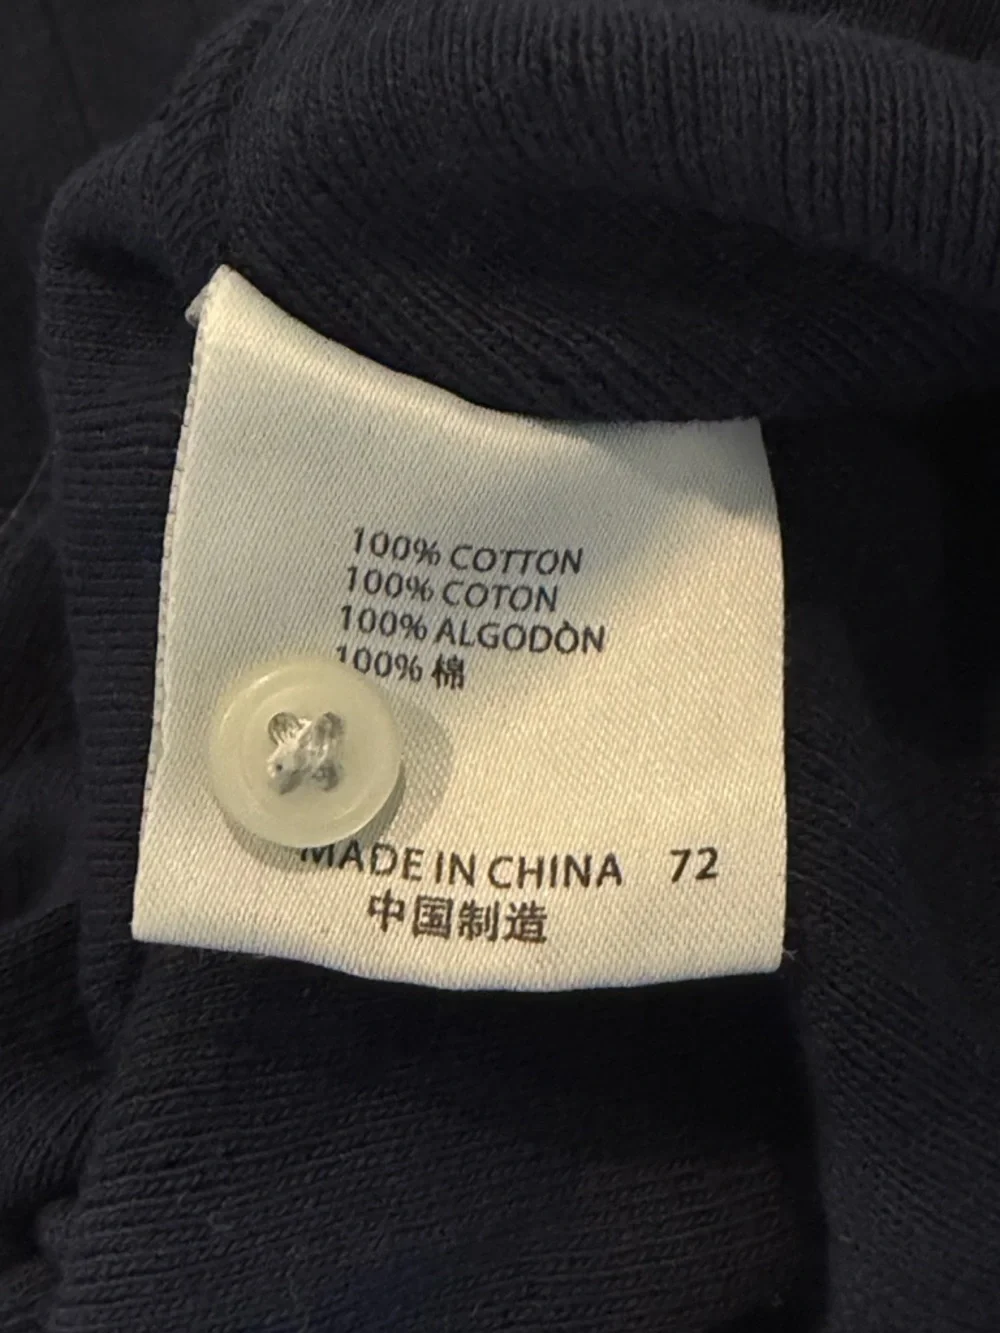 100% COTTON
100% COTON
100% ALGODÒN
100% 棉
MADE IN CHINA 72
中国制造